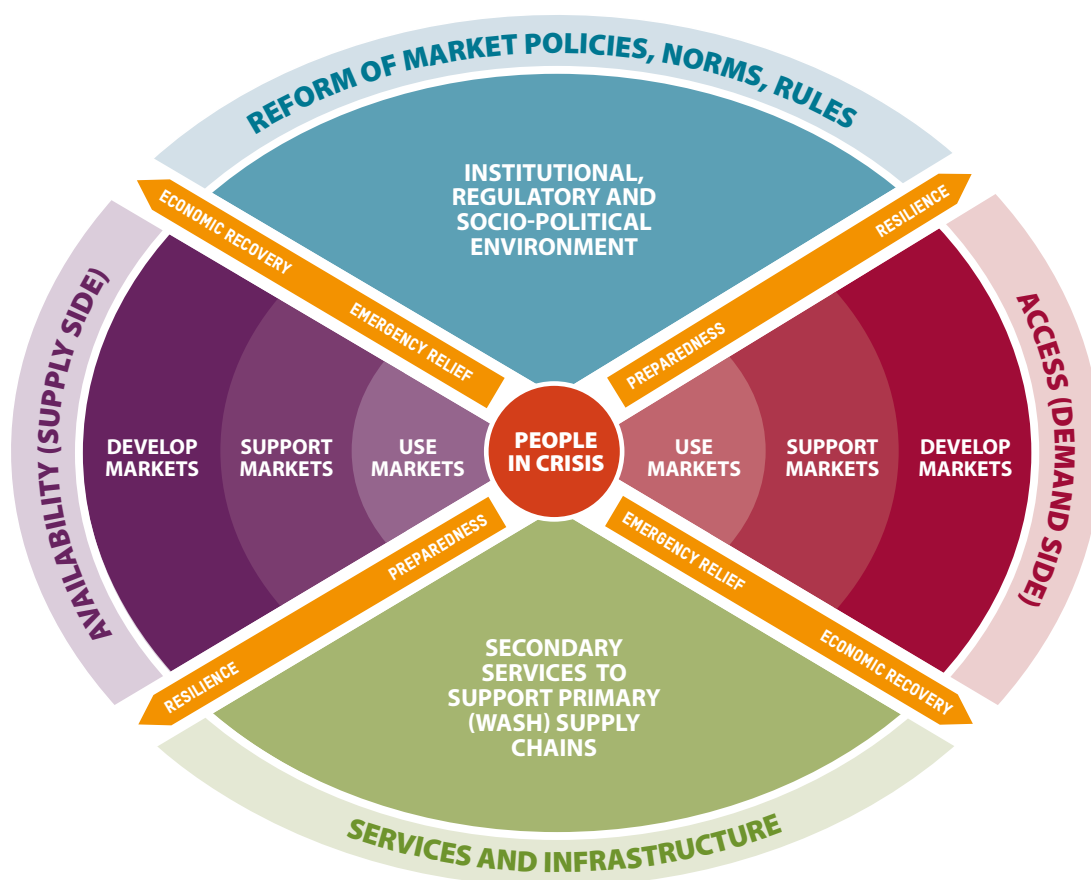 REFORM OF MARKET POLICIES, NORMS, RULES
INSTITUTIONAL,
REGULATORY AND
SOCIO-POLITICAL
ENVIRONMENT
ECONOMIC RECOVERY
EMERGENCY RELIEF
RESILIENCE
PREPAREDNESS
AVAILABILITY (SUPPLY SIDE)
DEVELOP
MARKETS
SUPPORT
MARKETS
USE
MARKETS
PEOPLE
IN CRISIS
USE
MARKETS
SUPPORT
MARKETS
DEVELOP
MARKETS
ACCESS (DEMAND SIDE)
PREPAREDNESS
RESILIENCE
EMERGENCY RELIEF
ECONOMIC RECOVERY
SECONDARY
SERVICES TO
SUPPORT PRIMARY
(WASH) SUPPLY
CHAINS
SERVICES AND INFRASTRUCTURE